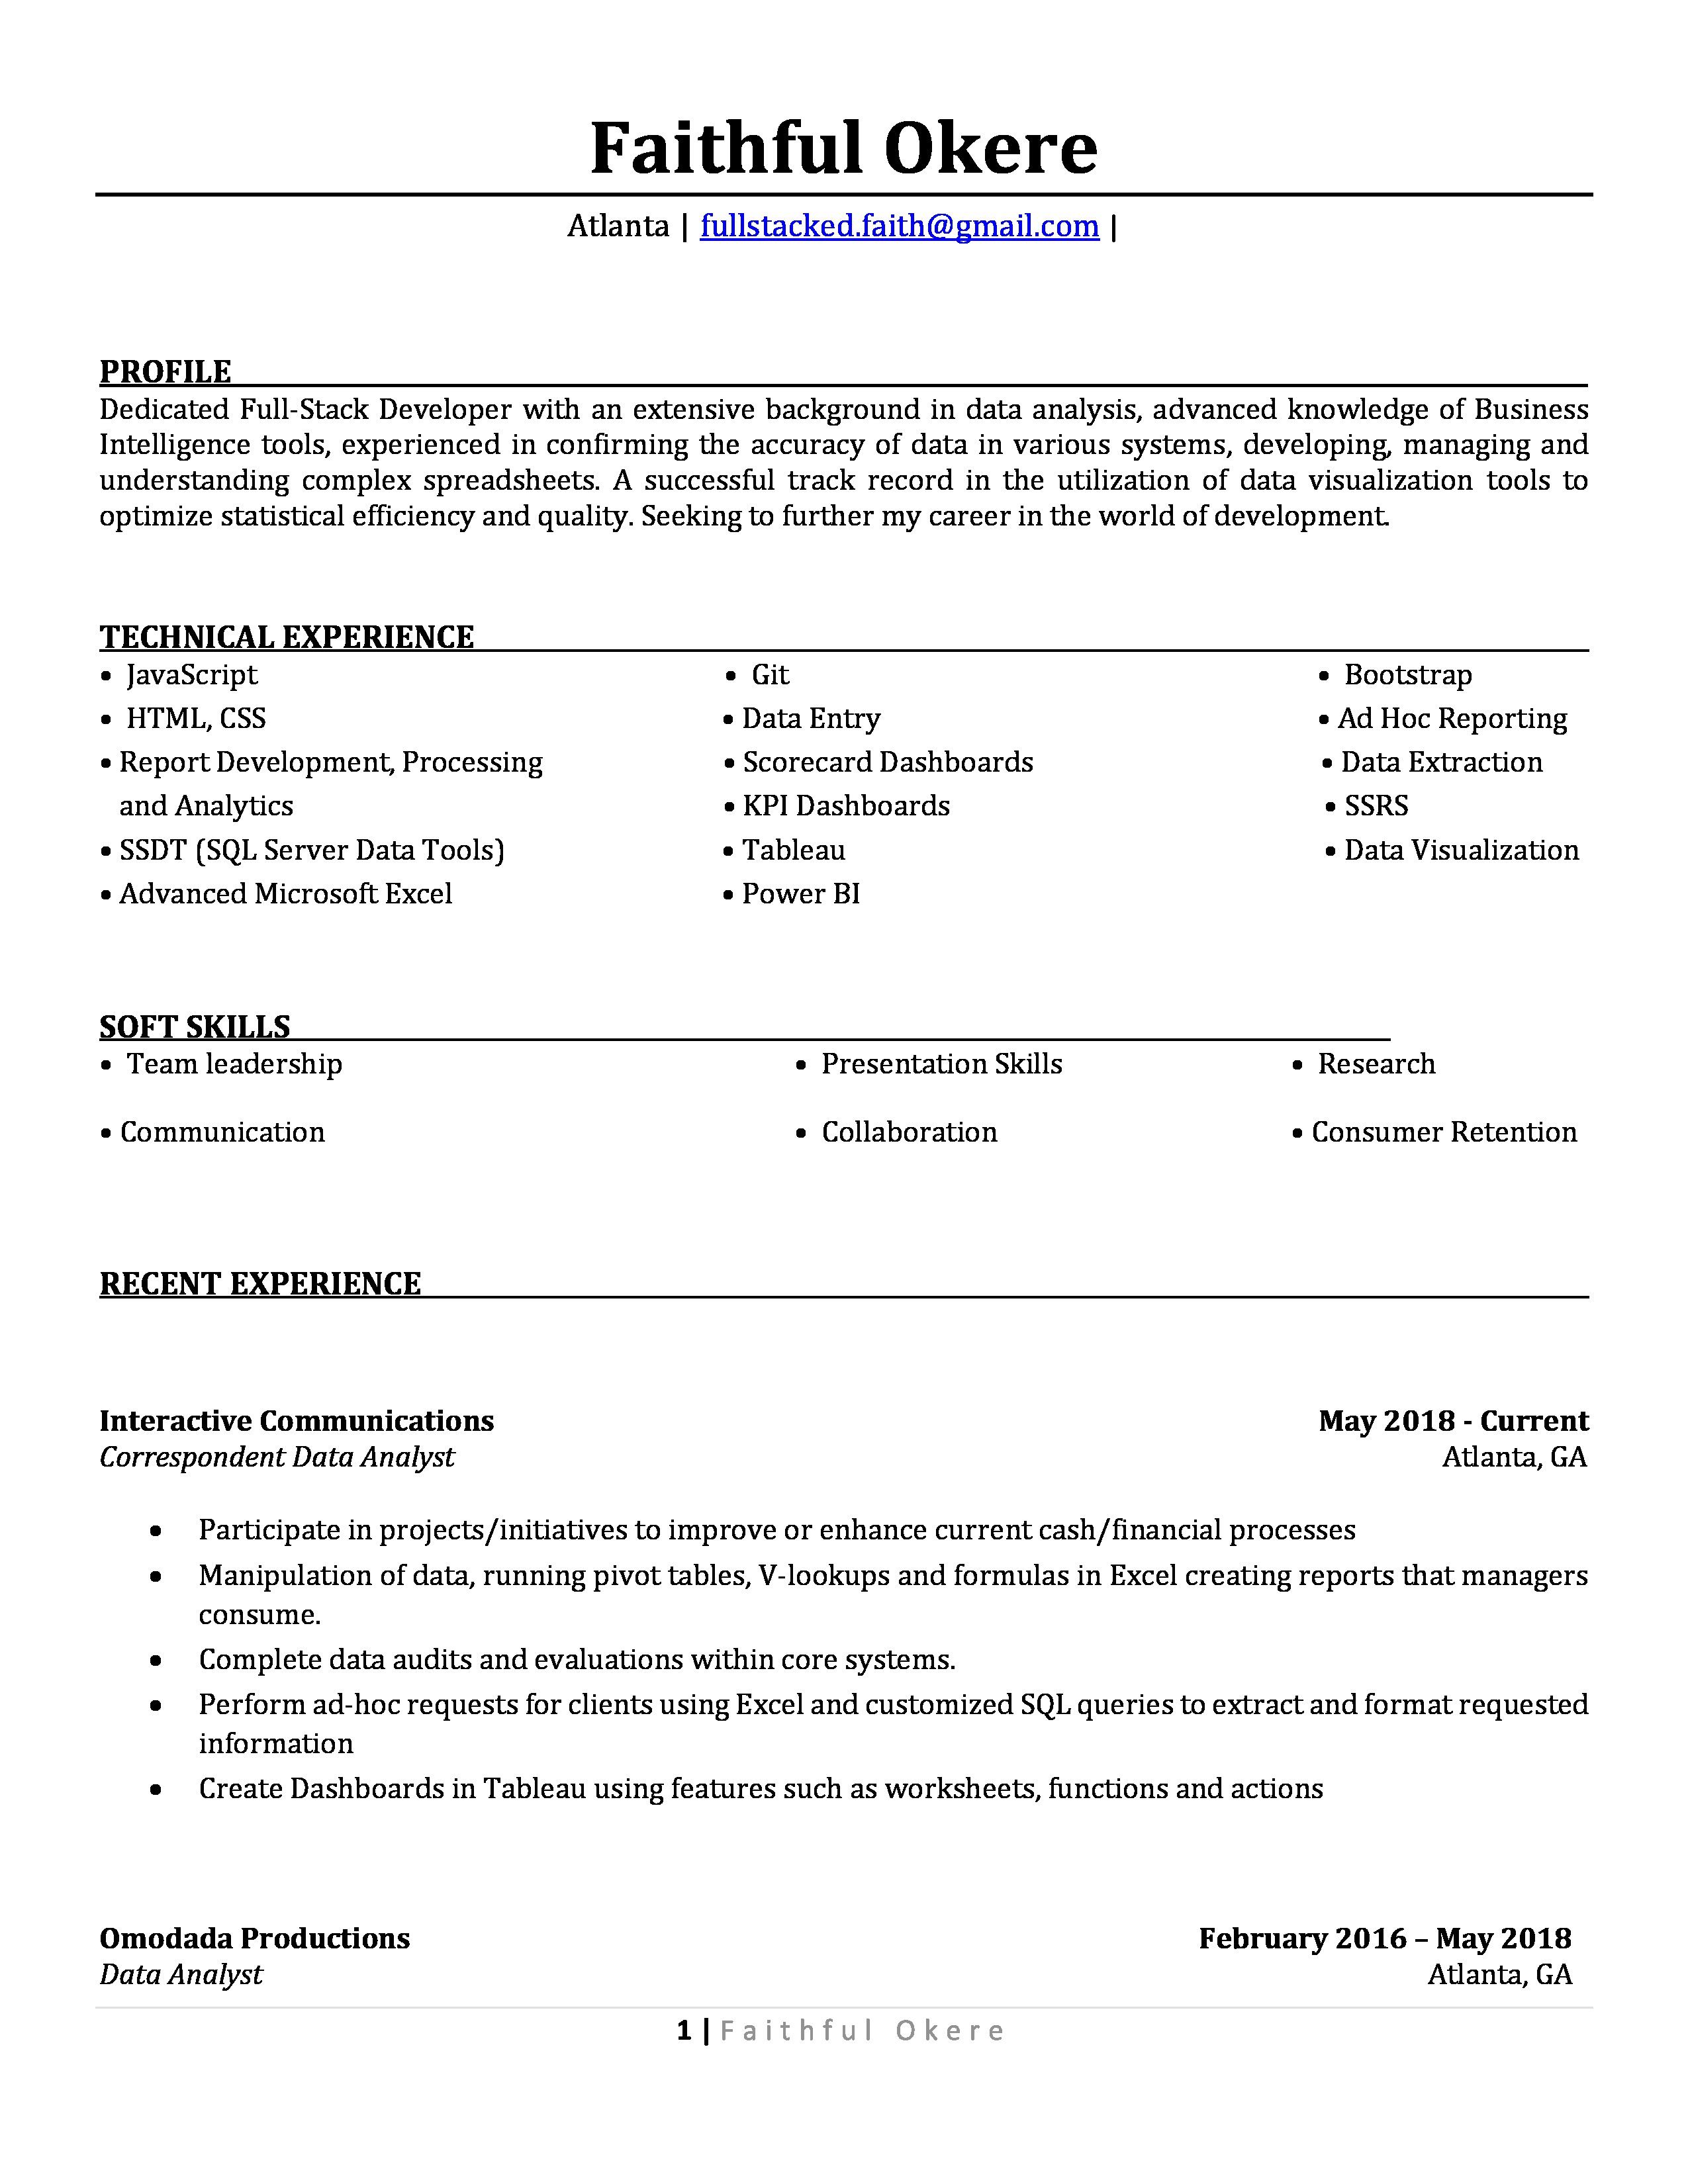 Faithful Okere
Atlanta | fullstacked.faith@gmail.com |
PROFILE
Dedicated Full-Stack Developer with an extensive background in data analysis, advanced knowledge of Business
Intelligence tools, experienced in confirming the accuracy of data in various systems, developing, managing and
understanding complex spreadsheets. A successful track record in the utilization of data visualization tools to
optimize statistical efficiency and quality. Seeking to further my career in the world of development.
TECHNICAL EXPERIENCE
• JavaScript • Git • Bootstrap
• HTML, CSS • Data Entry • Ad Hoc Reporting
• Report Development, Processing • Scorecard Dashboards • Data Extraction
and Analytics • KPI Dashboards • SSRS
• SSDT (SQL Server Data Tools) • Tableau • Data Visualization
• Advanced Microsoft Excel • Power BI
SOFT SKILLS
• Team leadership • Presentation Skills • Research
• Communication • Collaboration • Consumer Retention
RECENT EXPERIENCE
Interactive Communications May 2018 - Current
Correspondent Data Analyst Atlanta, GA
• Participate in projects/initiatives to improve or enhance current cash/financial processes
• Manipulation of data, running pivot tables, V-lookups and formulas in Excel creating reports that managers
consume.
• Complete data audits and evaluations within core systems.
• Perform ad-hoc requests for clients using Excel and customized SQL queries to extract and format requested
information
• Create Dashboards in Tableau using features such as worksheets, functions and actions
Omodada Productions February 2016 – May 2018
Data Analyst Atlanta, GA
1 | Faithful Okere